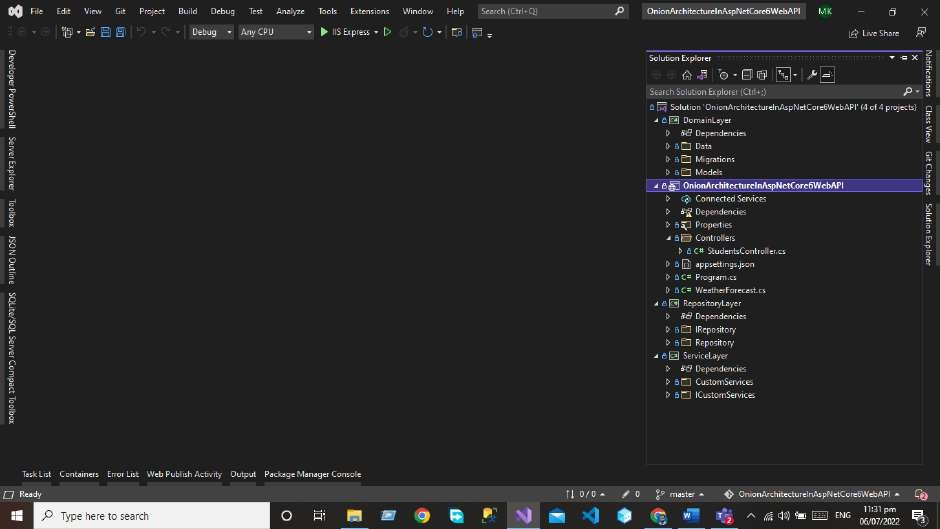 File Edit View Git Project Build Debug Test Analyze Tools Extensions Window Help Search (Ctrl+Q) OnionArchitectureInAspNetCore6WebAPI MK
Debug Any CPU IIS Express Live Share
Developer PowerShell
Server Explorer
Toolbox
JSON Outline
SQLite/SQL Server Compact Toolbox
Solution Explorer
Search Solution Explorer (Ctrl+;)
Solution 'OnionArchitectureInAspNetCore6WebAPI' (4 of 4 projects)
DomainLayer
Dependencies
Data
Migrations
Models
OnionArchitectureInAspNetCore6WebAPI
Connected Services
Dependencies
Properties
Controllers
C# StudentsController.cs
appsettings.json
C# Program.cs
C# WeatherForecast.cs
RepositoryLayer
Dependencies
IRepository
Repository
ServiceLayer
Dependencies
CustomServices
ICustomServices
Notifications
Class View
Git Changes
Solution Explorer
Task List Containers Error List Web Publish Activity Output Package Manager Console
Ready 0 / 0 0 master OnionArchitectureInAspNetCore6WebAPI 2
Type here to search 2 ENG 11:31 pm
06/07/2022 3